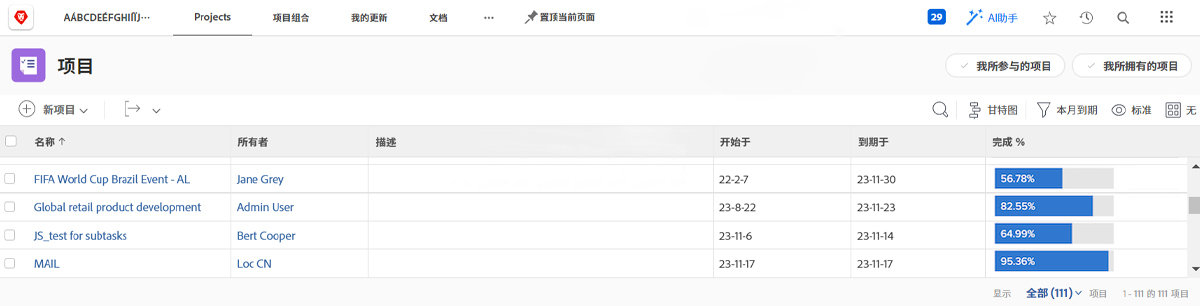 AÁBCDEÉFGHIÍÏJ···
Projects
项目组合
我的更新
文档
置顶当前页面
29
AI助手
项目
我所参与的项目
我所拥有的项目
新项目
甘特图
本月到期
标准
无
名称 所有者 描述 开始于 到期于 完成 %
FIFA World Cup Brazil Event - AL Jane Grey 22-2-7 23-11-30 56.78%
Global retail product development Admin User 23-8-22 23-11-23 82.55%
JS_test for subtasks Bert Cooper 23-11-6 23-11-14 64.99%
MAIL Loc CN 23-11-17 23-11-17 95.36%
显示 全部 (111) 项目 1 - 111 的 111 项目